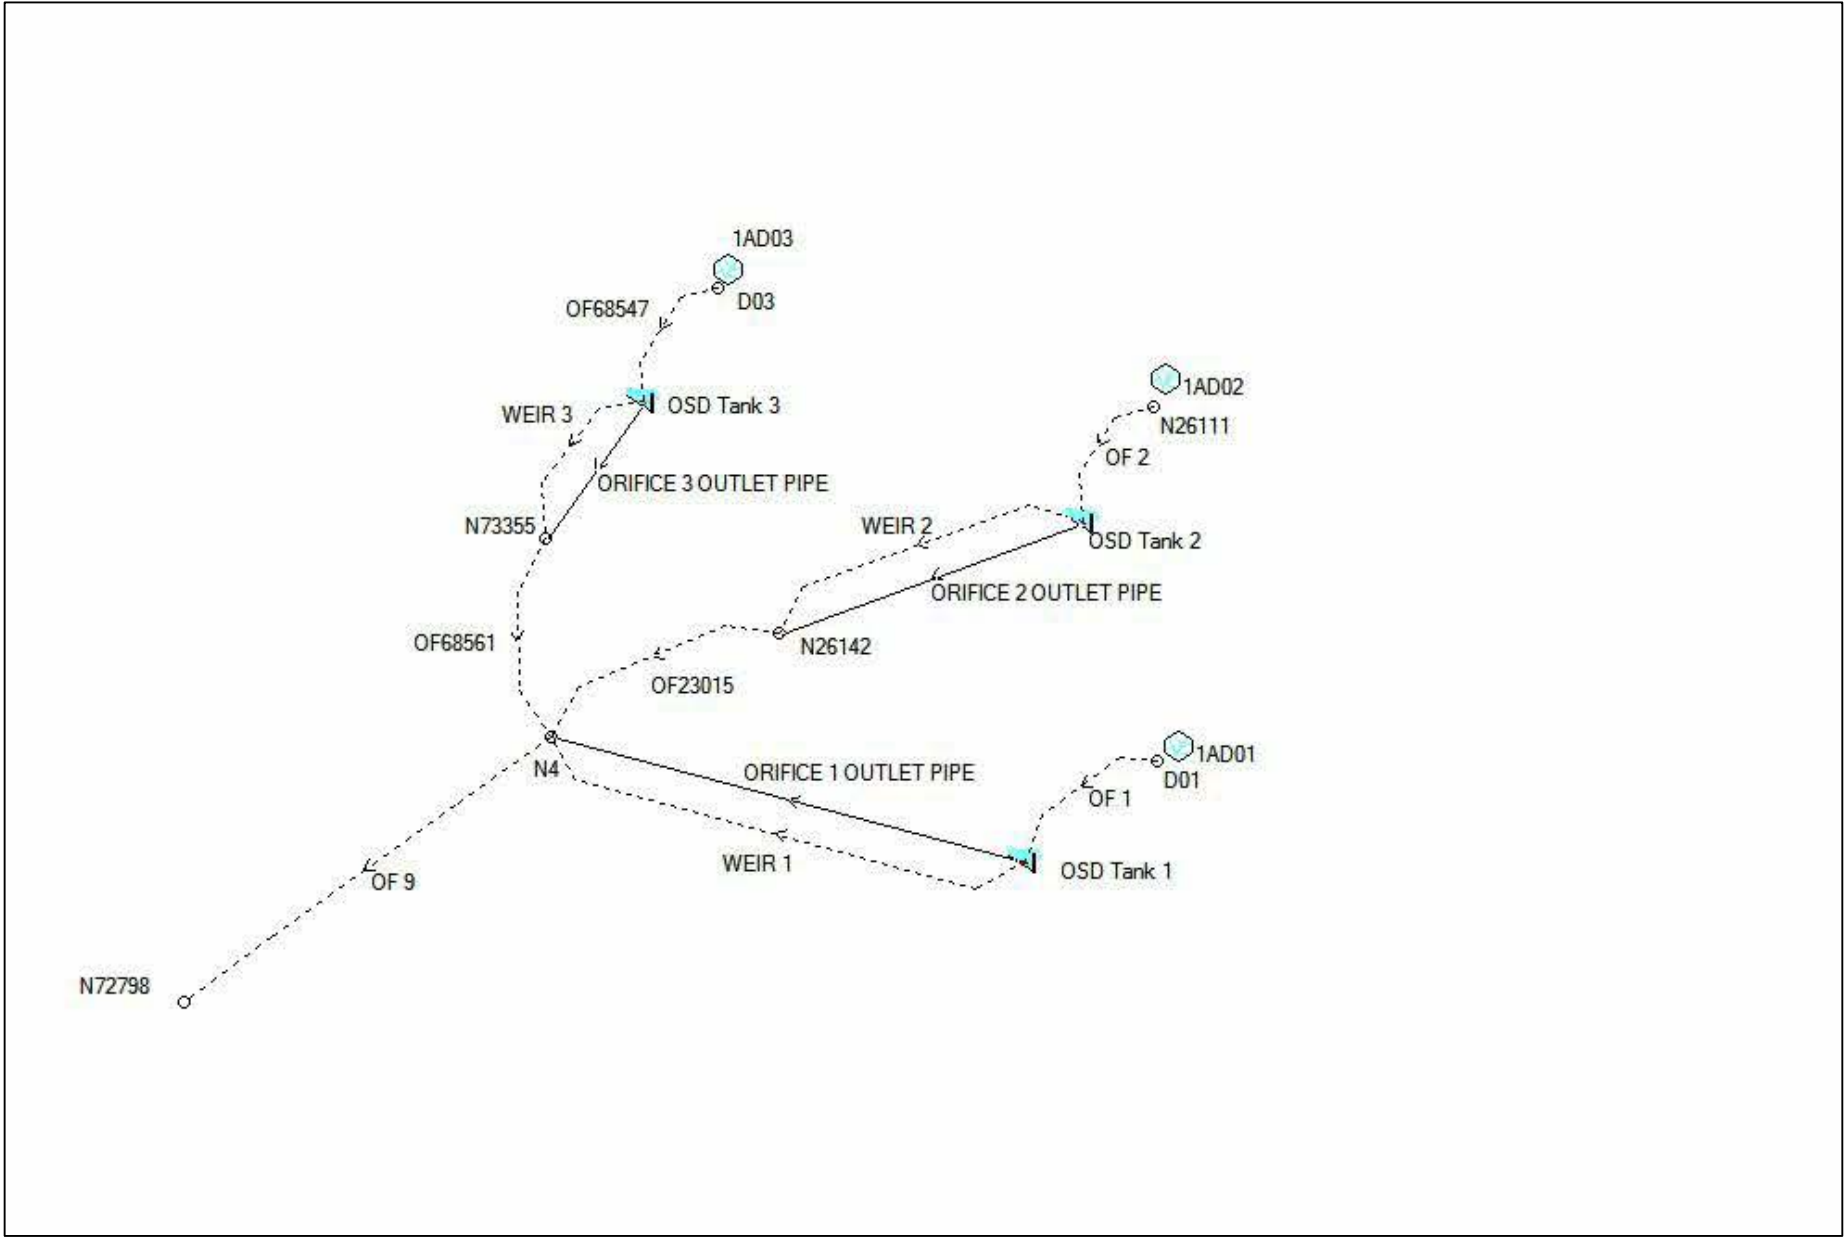 1AD03
D03
OF68547
1AD02
OSD Tank 3
WEIR 3
N26111
OF 2
ORIFICE 3 OUTLET PIPE
N73355
WEIR 2
OSD Tank 2
ORIFICE 2 OUTLET PIPE
OF68561
N26142
OF23015
1AD01
N4
ORIFICE 1 OUTLET PIPE
D01
OF 1
WEIR 1
OSD Tank 1
OF 9
N72798